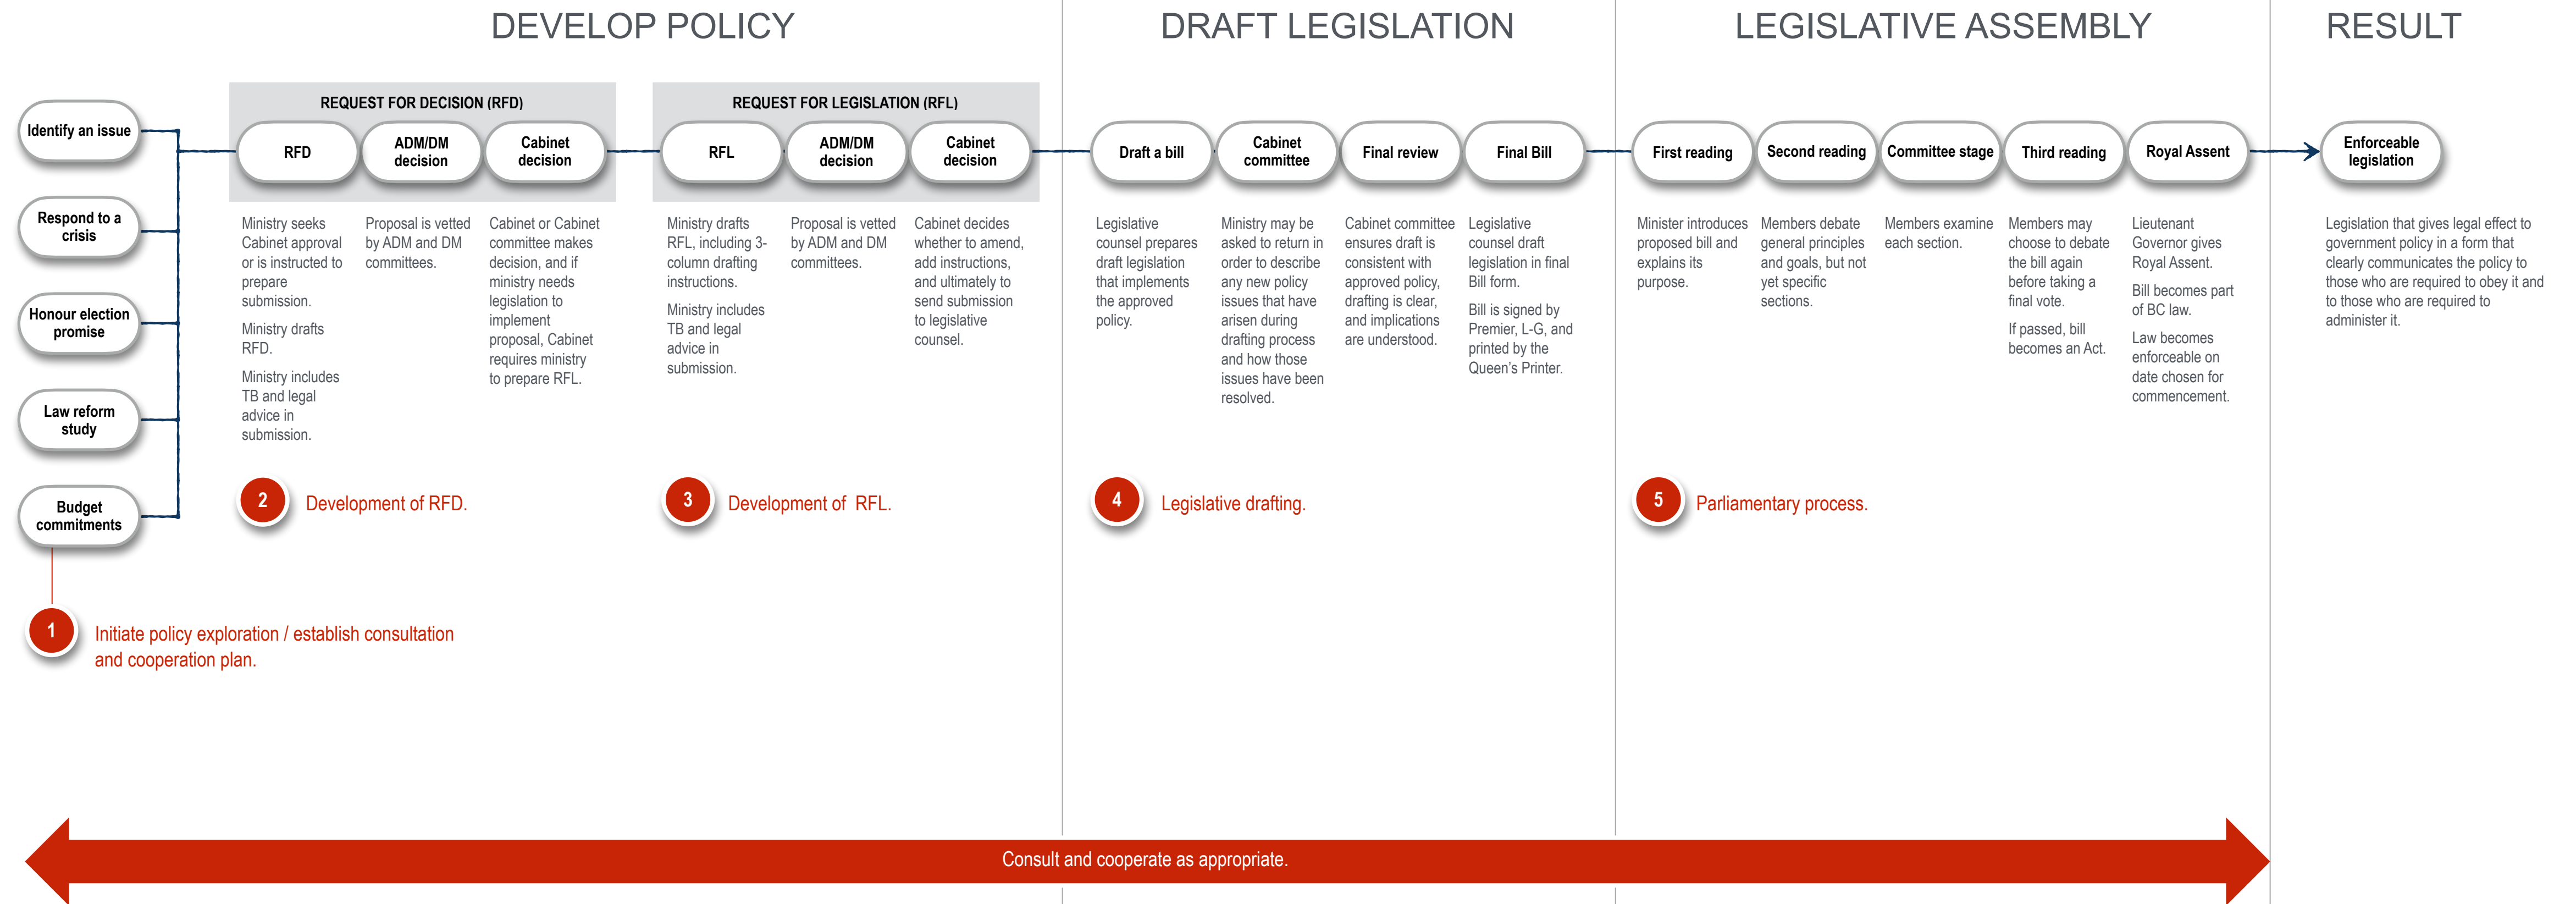 DEVELOP POLICY
DRAFT LEGISLATION
LEGISLATIVE ASSEMBLY
RESULT
Identify an issue
Respond to a
crisis
Honour election
promise
Law reform
study
Budget
commitments
REQUEST FOR DECISION (RFD)
RFD
ADM/DM
decision
Cabinet
decision
Ministry seeks
Cabinet approval
or is instructed to
prepare
submission.
Ministry drafts
RFD.
Ministry includes
TB and legal
advice in
submission.
Proposal is vetted
by ADM and DM
committees.
Cabinet or Cabinet
committee makes
decision, and if
ministry needs
legislation to
implement
proposal, Cabinet
requires ministry
to prepare RFL.
REQUEST FOR LEGISLATION (RFL)
RFL
ADM/DM
decision
Cabinet
decision
Ministry drafts
RFL, including 3-
column drafting
instructions.
Ministry includes
TB and legal
advice in
submission.
Proposal is vetted
by ADM and DM
committees.
Cabinet decides
whether to amend,
add instructions,
and ultimately to
send submission
to legislative
counsel.
Draft a bill
Cabinet
committee
Final review
Final Bill
Legislative
counsel prepares
draft legislation
that implements
the approved
policy.
Ministry may be
asked to return in
order to describe
any new policy
issues that have
arisen during
drafting process
and how those
issues have been
resolved.
Cabinet committee
ensures draft is
consistent with
approved policy,
drafting is clear,
and implications
are understood.
Legislative
counsel draft
legislation in final
Bill form.
Bill is signed by
Premier, L-G, and
printed by the
Queen's Printer.
First reading
Second reading
Committee stage
Third reading
Royal Assent
Minister introduces
proposed bill and
explains its
purpose.
Members debate
general principles
and goals, but not
yet specific
sections.
Members examine
each section.
Members may
choose to debate
the bill again
before taking a
final vote.
If passed, bill
becomes an Act.
Lieutenant
Governor gives
Royal Assent.
Bill becomes part
of BC law.
Law becomes
enforceable on
date chosen for
commencement.
Enforceable
legislation
Legislation that gives legal effect to
government policy in a form that
clearly communicates the policy to
those who are required to obey it and
to those who are required to
administer it.
2 Development of RFD.
3 Development of RFL.
4 Legislative drafting.
5 Parliamentary process.
1 Initiate policy exploration / establish consultation
and cooperation plan.
Consult and cooperate as appropriate.